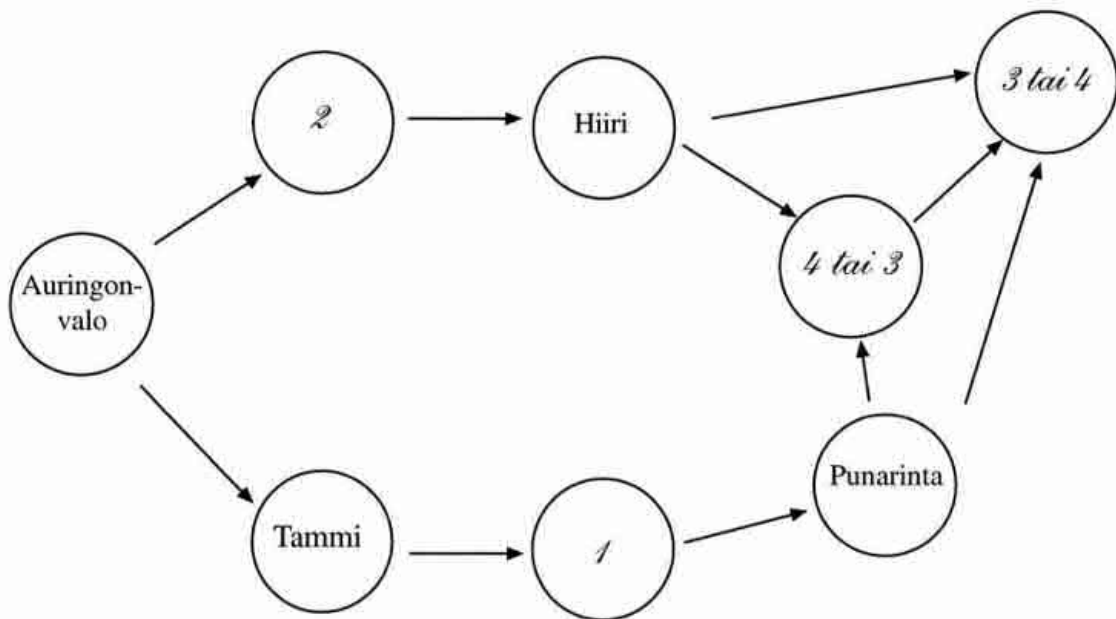 3 tai 4
2
Hiiri
4 tai 3
Auringon-
valo
Punarinta
Tammi
1